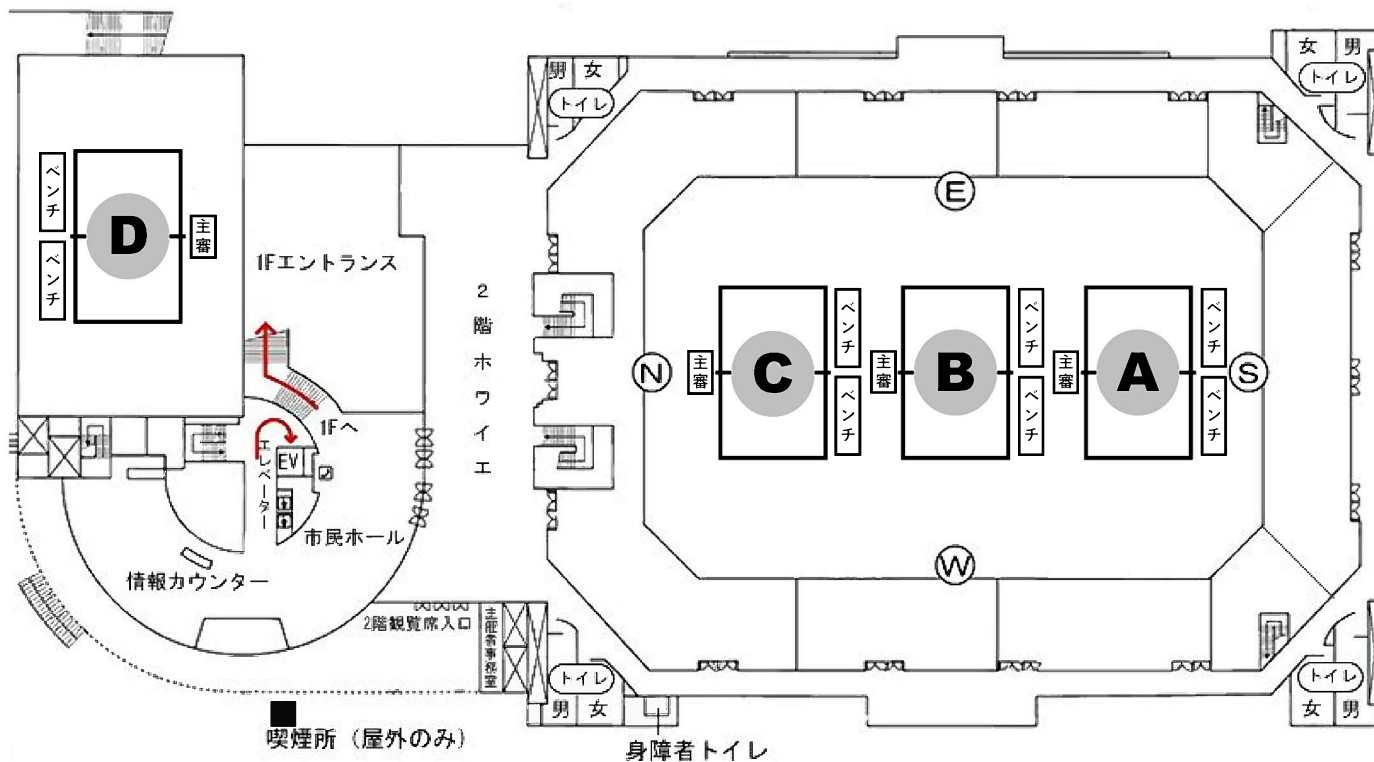 男 女
トイレ
女 男
トイレ
ベンチ
ベンチ
D
主審
1Fエントランス
2階ホワイエ
E
N
主審
C
ベンチ
ベンチ
主審
B
ベンチ
ベンチ
主審
A
ベンチ
ベンチ
S
W
1Fへ
エレベーター
EV
市民ホール
情報カウンター
2階観覧席入口
主催者事務室
トイレ
男 女
トイレ
女 男
身障者トイレ
喫煙所（屋外のみ）